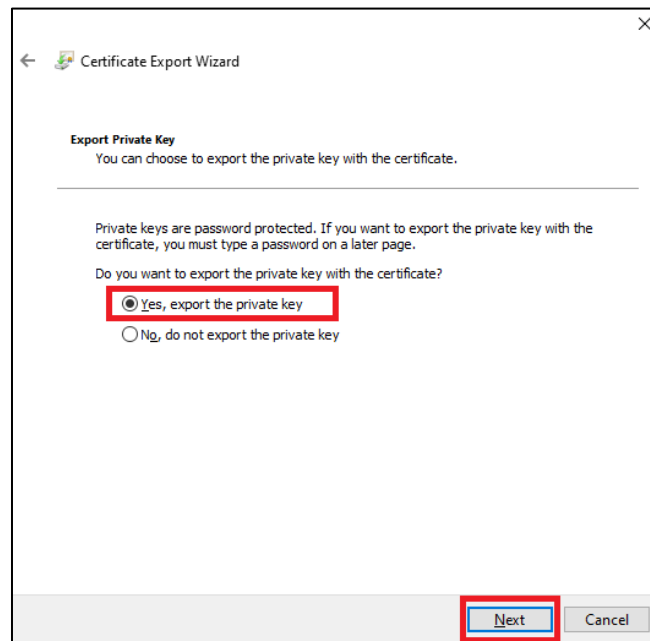 Certificate Export Wizard
Export Private Key
You can choose to export the private key with the certificate.
Private keys are password protected. If you want to export the private key with the
certificate, you must type a password on a later page.
Do you want to export the private key with the certificate?
Yes, export the private key
No, do not export the private key
Next
Cancel